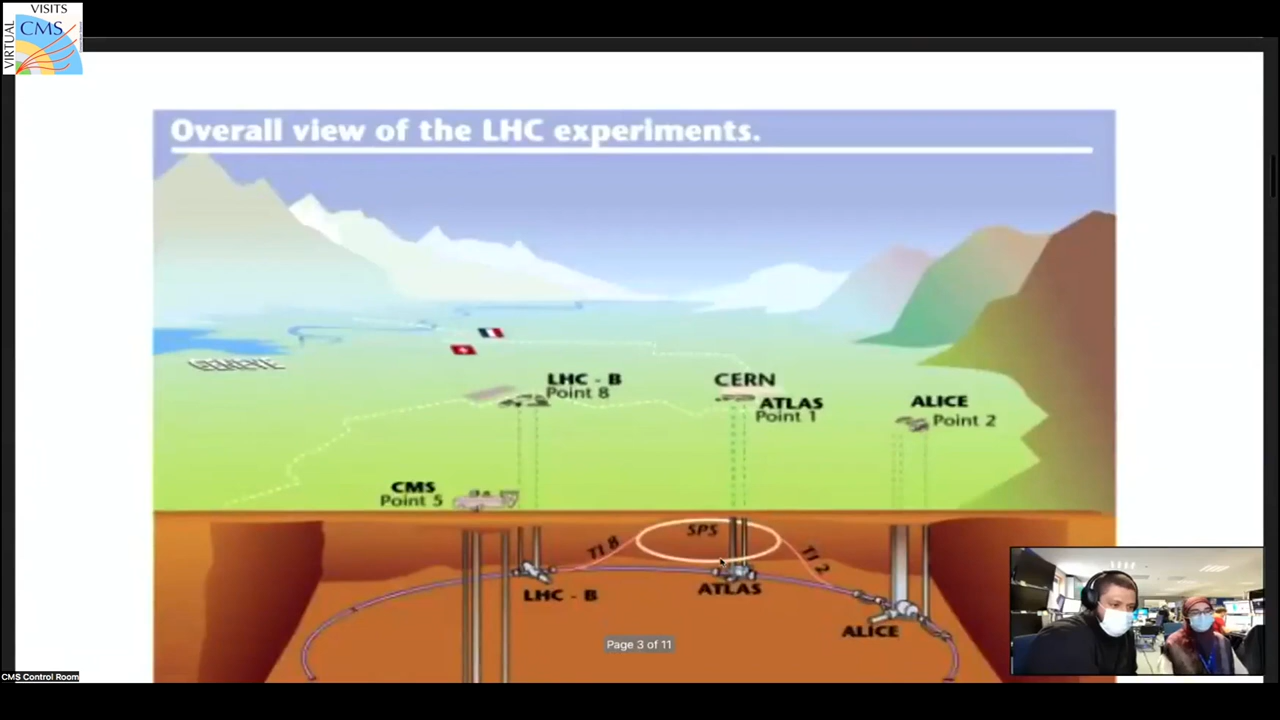 VISITS
CMS
VIRTUAL
Overall view of the LHC experiments.
GENEVE
LHC - B
Point 8
CERN
ATLAS
Point 1
ALICE
Point 2
CMS
Point 5
SPS
TI 8
TI 2
LHC - B
ATLAS
ALICE
Page 3 of 11
CMS Control Room